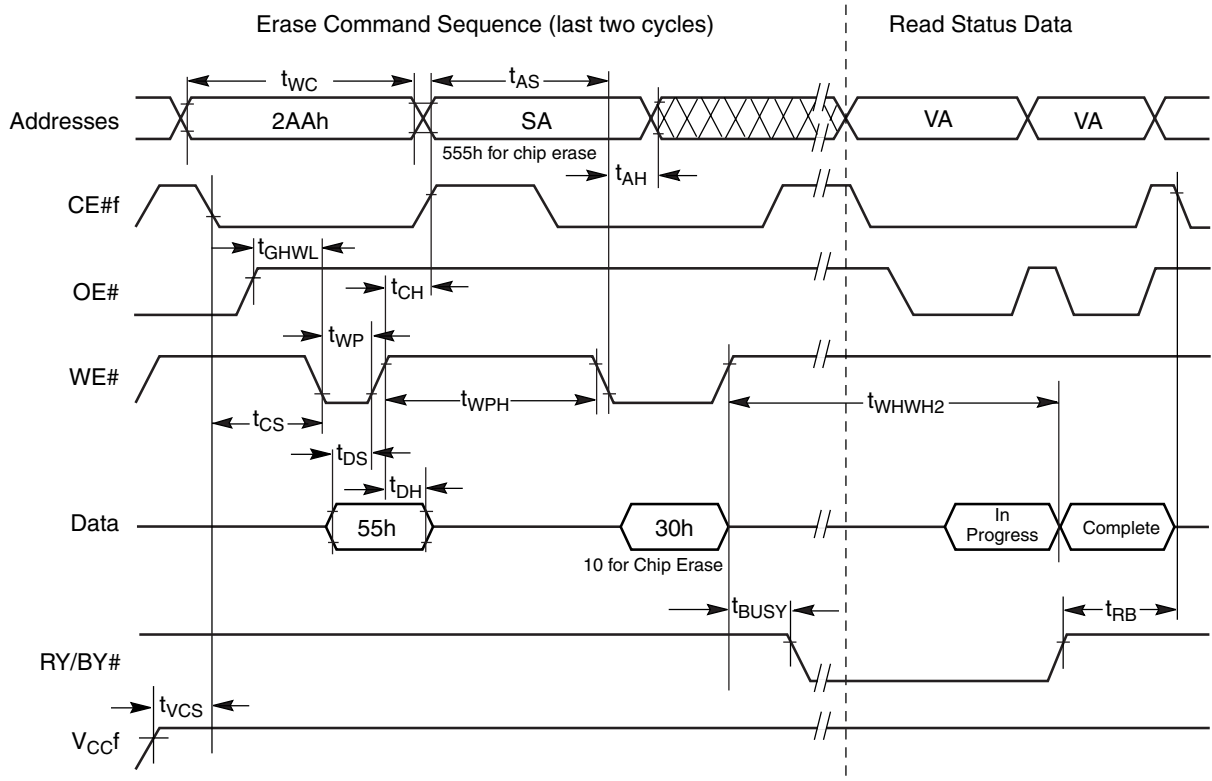 Erase Command Sequence (last two cycles)
Read Status Data
tWC
tAS
Addresses
2AAh
SA
VA
VA
555h for chip erase
tAH
CE#f
tGHWL
OE#
tCH
tWP
WE#
tWPH
tWHWH2
tCS
tDS
tDH
Data
55h
30h
In
Progress
Complete
10 for Chip Erase
tBUSY
tRB
RY/BY#
tVCS
VCCf